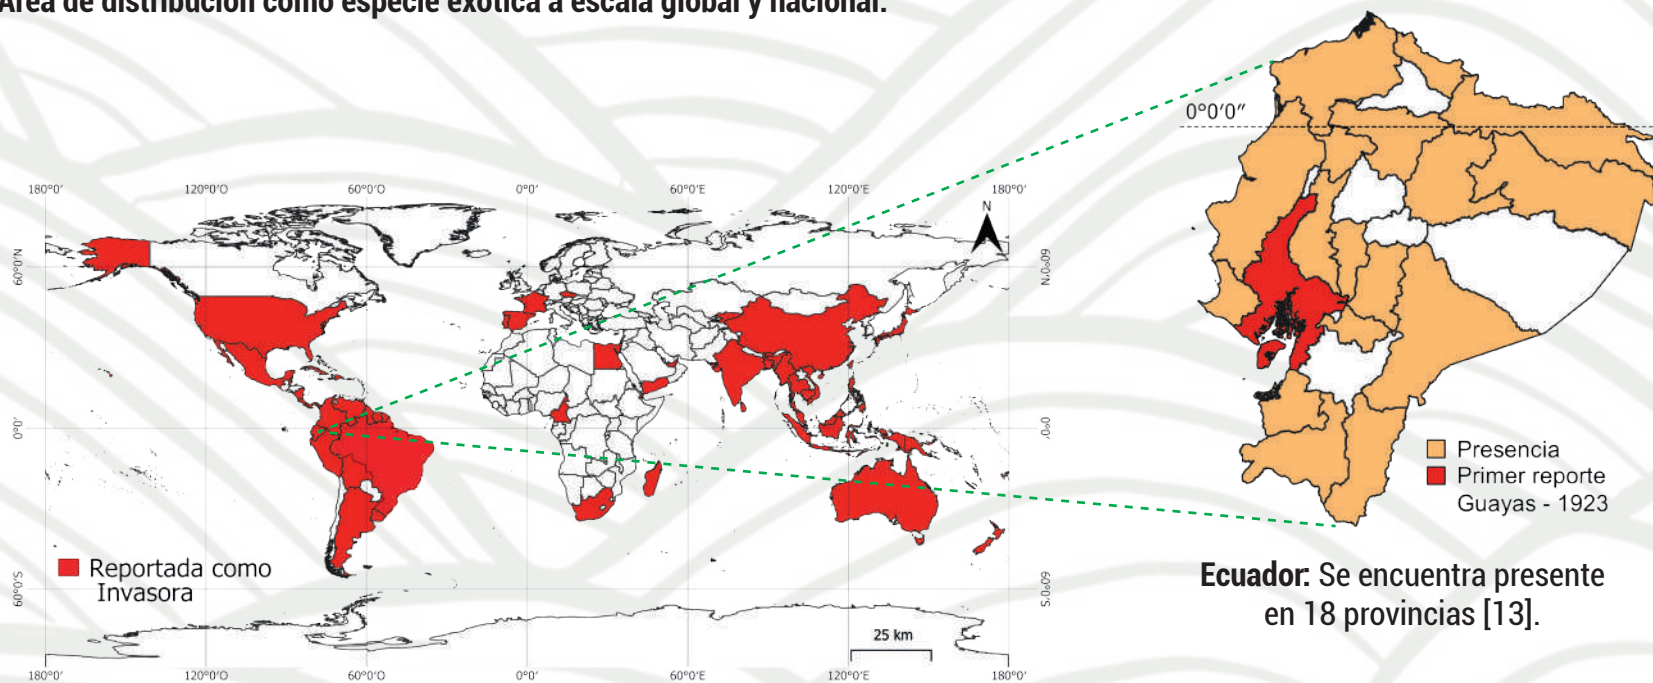 Área de distribución como especie exótica a escala global y nacional.
0°0′0″
180°0′ 120°0′O 60°0′O 0°0′ 60°0′E 120°0′E 180°0′
N
60°0′N 60°0′N
0°0′ 0°0′
60°0′S 60°0′S
Presencia
Primer reporte
Guayas - 1923
Reportada como
Invasora
Ecuador: Se encuentra presente
en 18 provincias [13].
25 km
180°0′ 120°0′O 60°0′O 0°0′ 60°0′E 120°0′E 180°0′